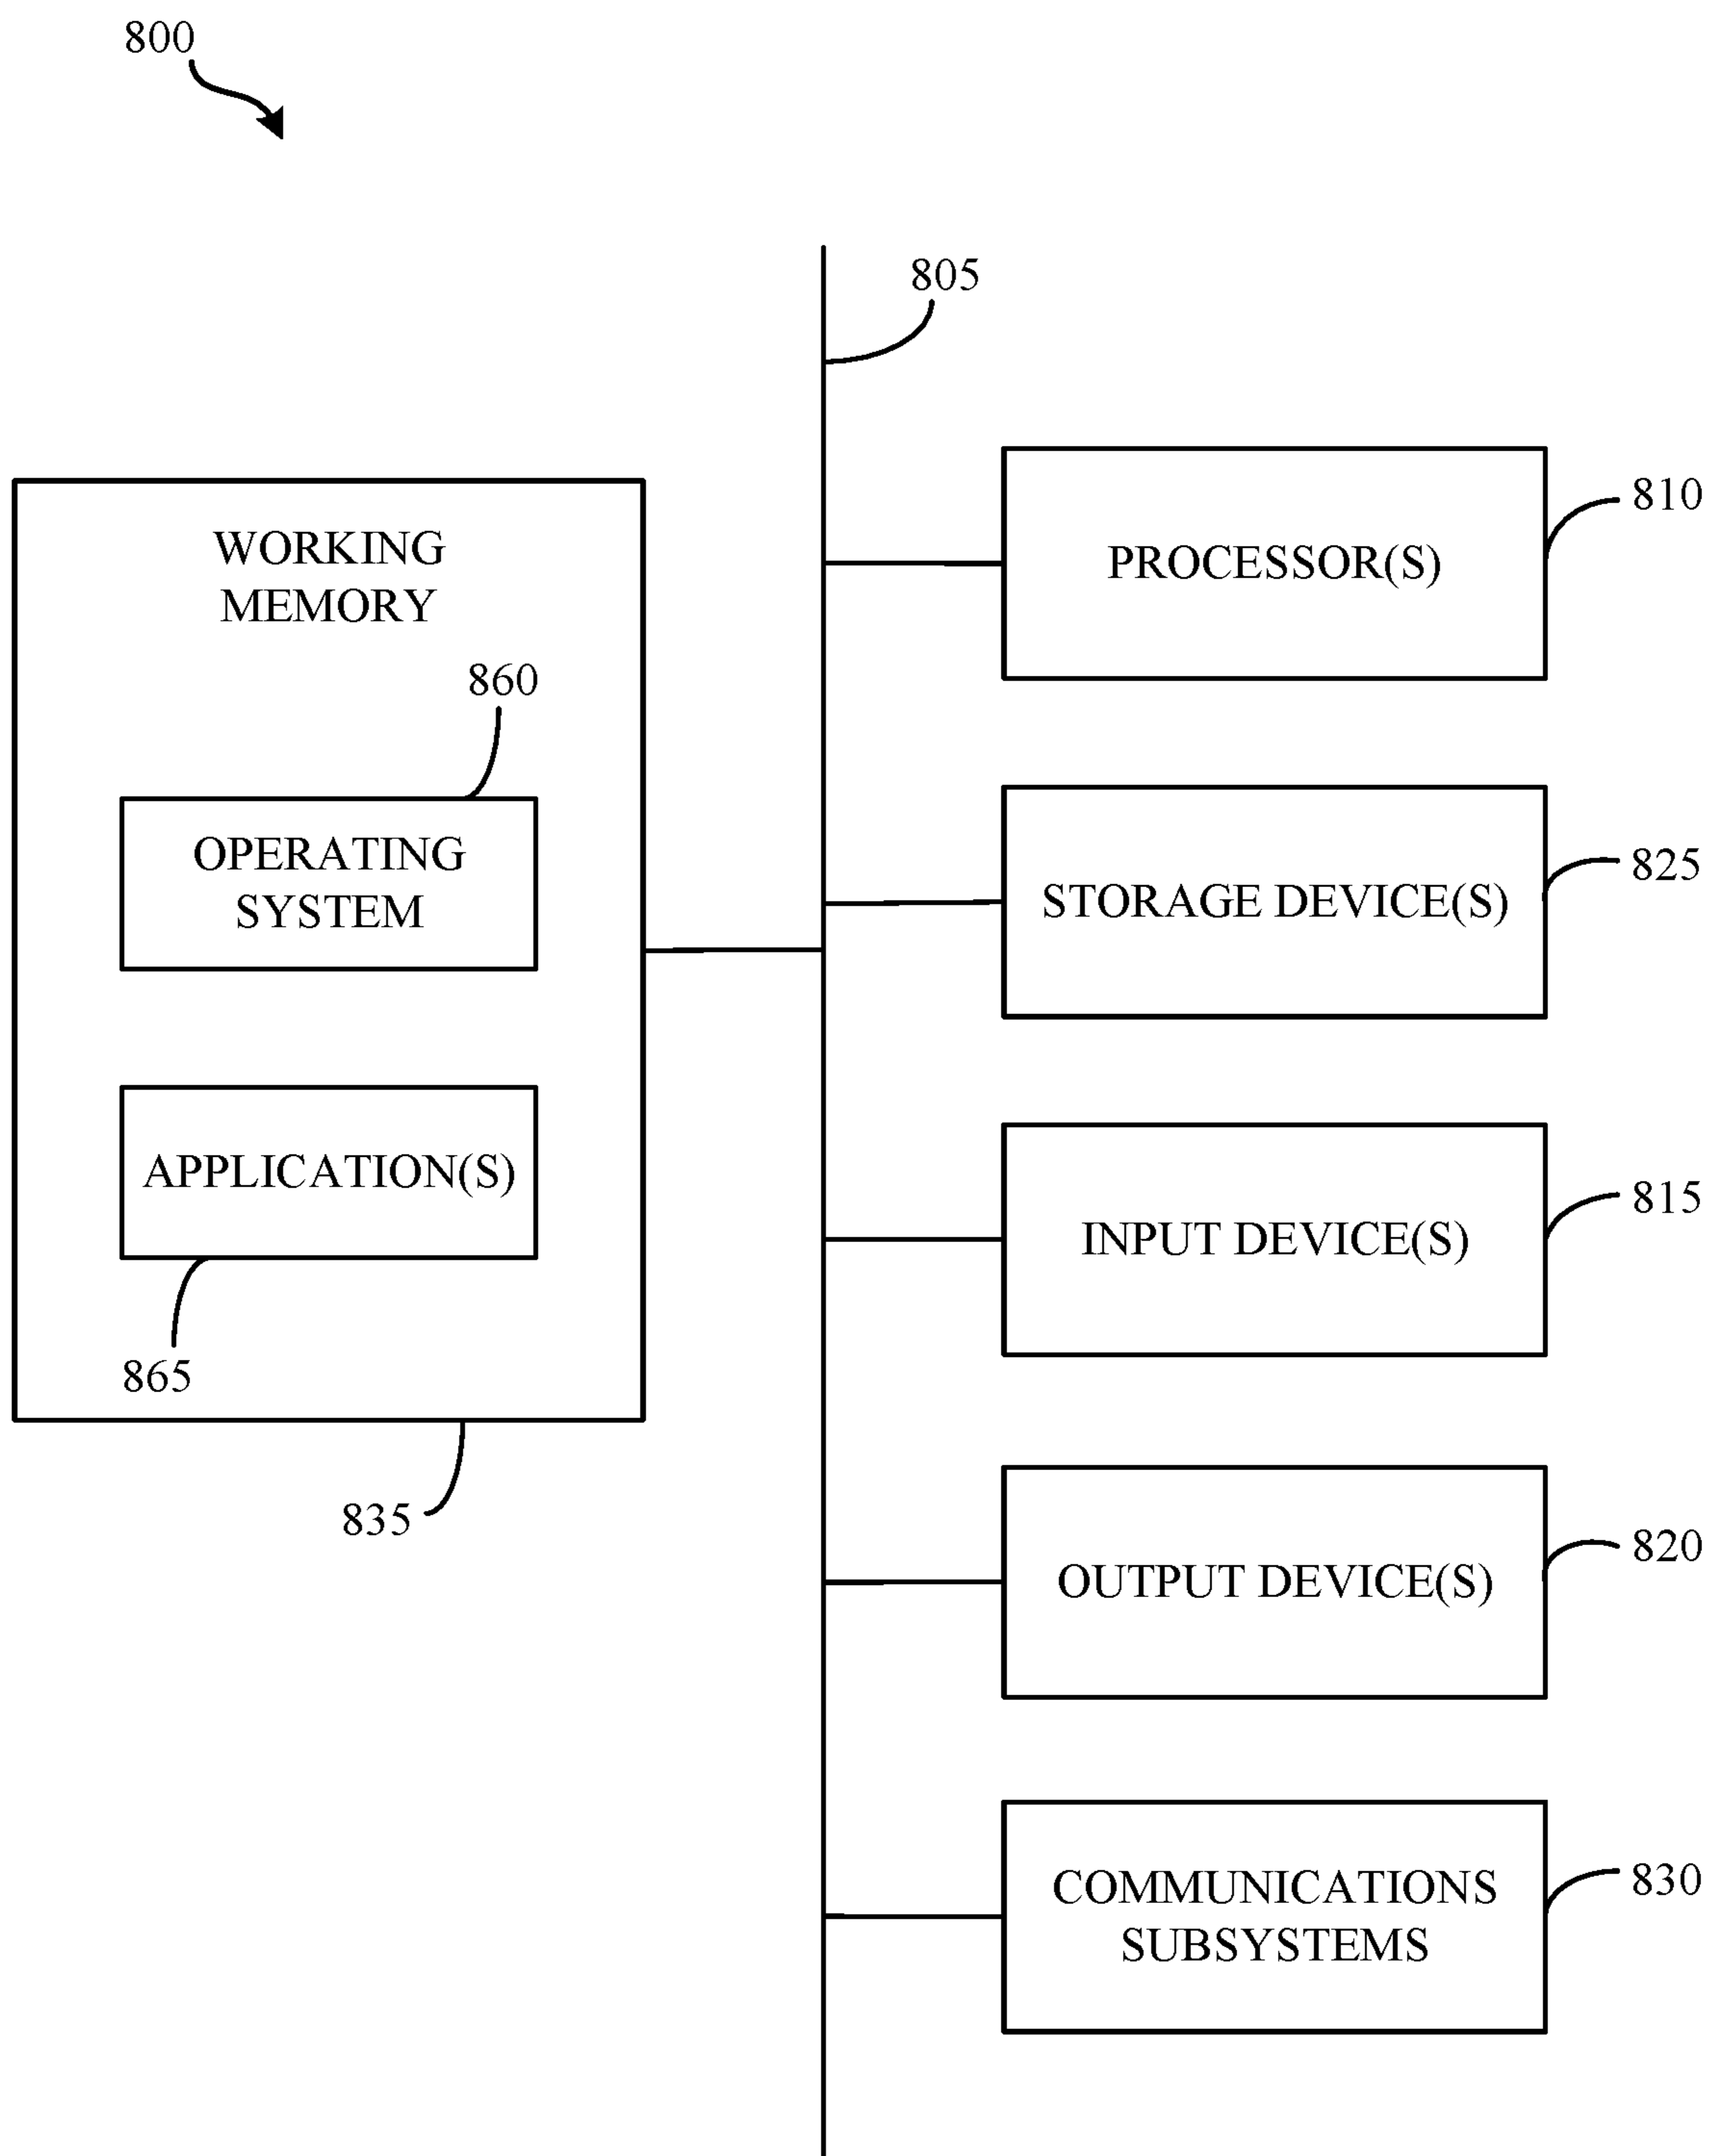 800
805
WORKING
MEMORY
860
OPERATING
SYSTEM
APPLICATION(S)
865
835
PROCESSOR(S)
810
STORAGE DEVICE(S)
825
INPUT DEVICE(S)
815
OUTPUT DEVICE(S)
820
COMMUNICATIONS
SUBSYSTEMS
830